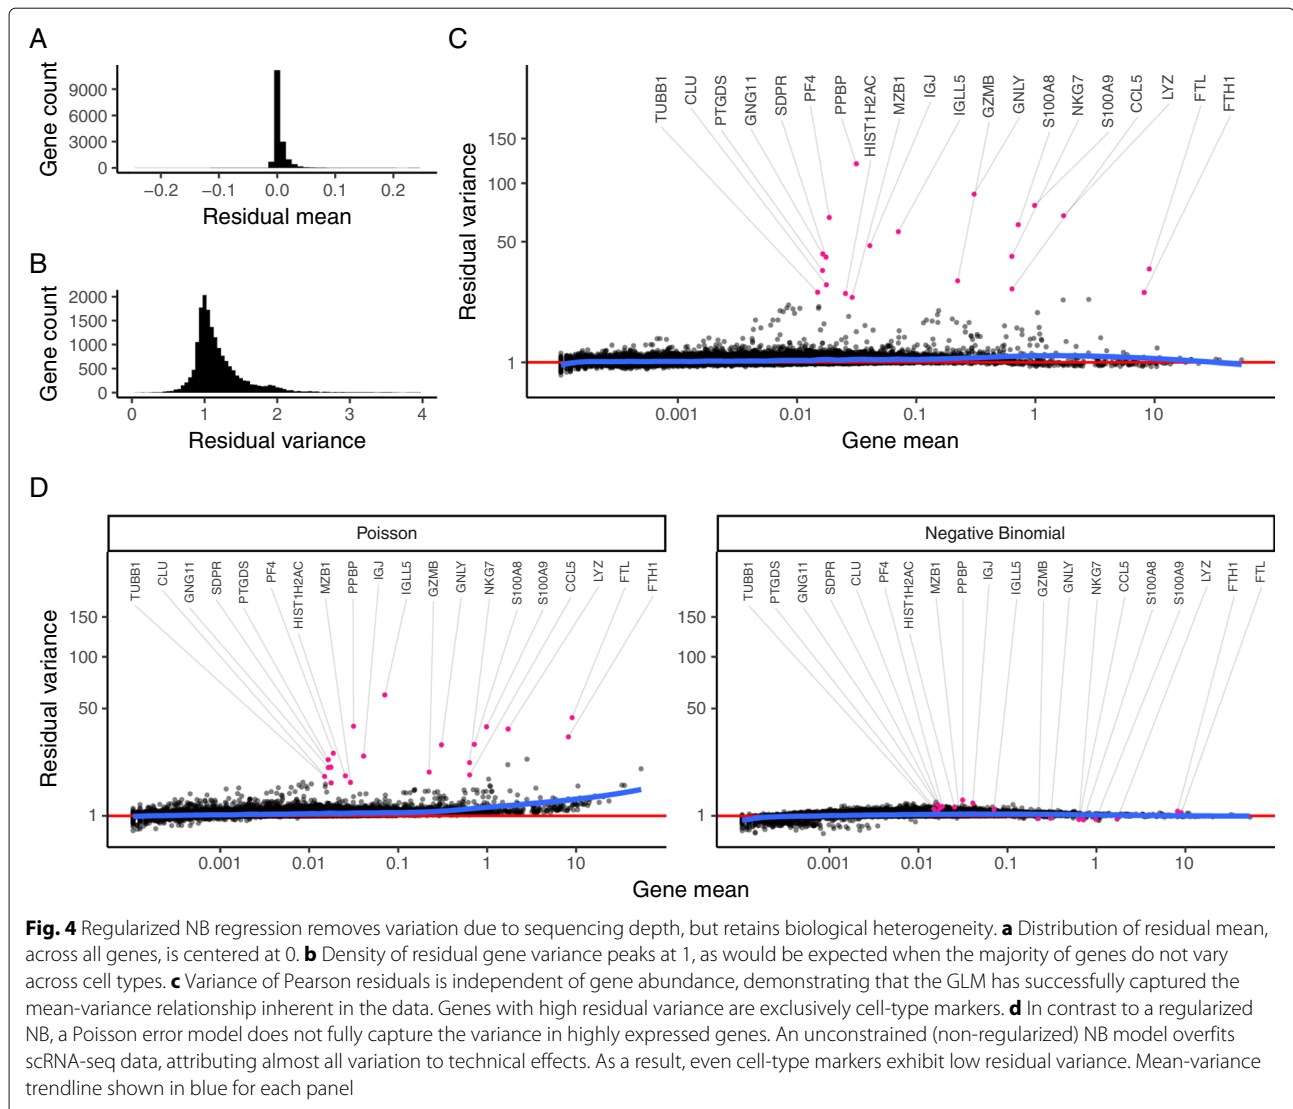 A
Gene count
9000
6000
3000
0
−0.2 −0.1 0.0 0.1 0.2
Residual mean
B
Gene count
2000
1500
1000
500
0
0 1 2 3 4
Residual variance
C
TUBB1 CLU PTGDS GNG11 SDPR PF4 PPBP HIST1H2AC MZB1 IGJ IGLL5 GZMB GNLY S100A8 NKG7 S100A9 CCL5 LYZ FTL FTH1
Residual variance
150
100
50
1
0.001 0.01 0.1 1 10
Gene mean
D
Poisson
TUBB1 CLU GNG11 SDPR PTGDS PF4 HIST1H2AC MZB1 PPBP IGJ IGLL5 GZMB GNLY NKG7 S100A8 S100A9 CCL5 LYZ FTL FTH1
Residual variance
150
100
50
1
0.001 0.01 0.1 1 10
Negative Binomial
TUBB1 PTGDS GNG11 SDPR CLU PF4 HIST1H2AC MZB1 PPBP IGJ IGLL5 GZMB GNLY NKG7 CCL5 S100A8 S100A9 LYZ FTH1 FTL
150
100
50
1
0.001 0.01 0.1 1 10
Gene mean
Fig. 4 Regularized NB regression removes variation due to sequencing depth, but retains biological heterogeneity. a Distribution of residual mean,
across all genes, is centered at 0. b Density of residual gene variance peaks at 1, as would be expected when the majority of genes do not vary
across cell types. c Variance of Pearson residuals is independent of gene abundance, demonstrating that the GLM has successfully captured the
mean-variance relationship inherent in the data. Genes with high residual variance are exclusively cell-type markers. d In contrast to a regularized
NB, a Poisson error model does not fully capture the variance in highly expressed genes. An unconstrained (non-regularized) NB model overfits
scRNA-seq data, attributing almost all variation to technical effects. As a result, even cell-type markers exhibit low residual variance. Mean-variance
trendline shown in blue for each panel